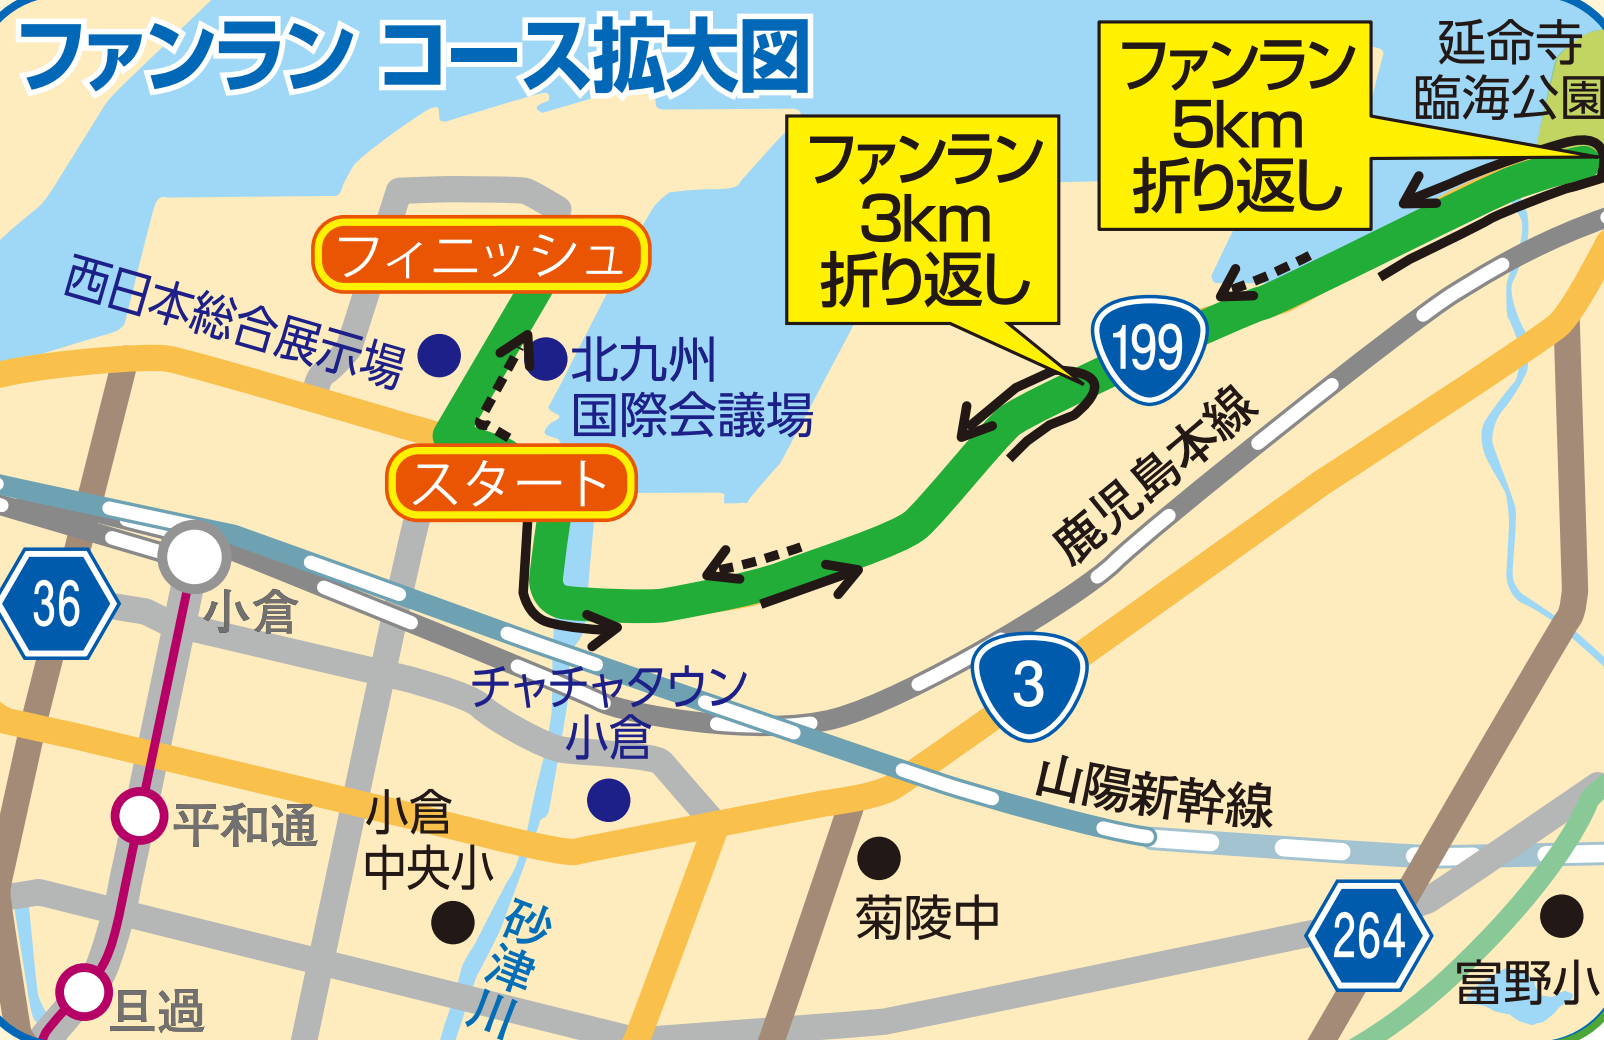 ファンラン コース拡大図
延命寺
臨海公園
ファンラン
5km
折り返し
ファンラン
3km
折り返し
フィニッシュ
西日本総合展示場
北九州
国際会議場
199
スタート
鹿児島本線
36
小倉
3
チャチャタウン
小倉
山陽新幹線
平和通
小倉
中央小
菊陵中
264
砂津川
富野小
旦過